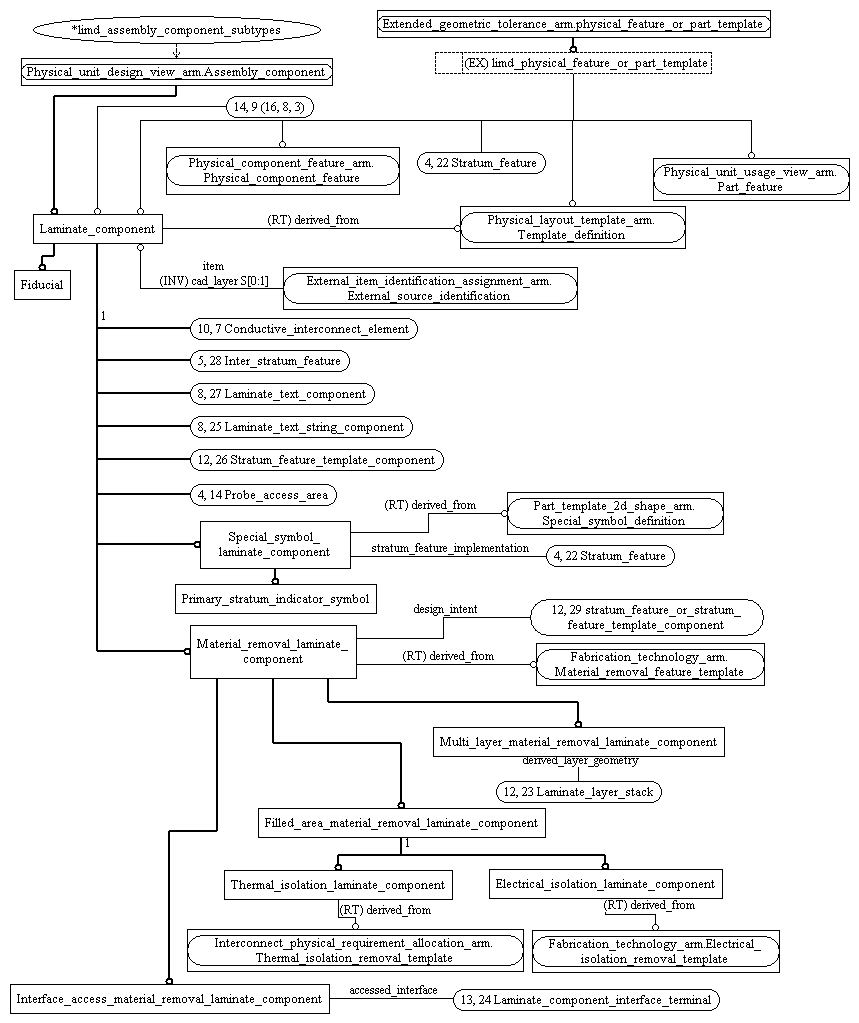 *limd_assembly_component_subtypes
Extended_geometric_tolerance_arm.physical_feature_or_part_template
(EX) limd_physical_feature_or_part_template
Physical_unit_design_view_arm.Assembly_component
14, 9 (16, 8, 3)
Physical_component_feature_arm.
Physical_component_feature
4, 22 Stratum_feature
Physical_unit_usage_view_arm.
Part_feature
Laminate_component
(RT) derived_from
Physical_layout_template_arm.
Template_definition
Fiducial
item
(INV) cad_layer S[0:1]
External_item_identification_assignment_arm.
External_source_identification
1
10, 7 Conductive_interconnect_element
5, 28 Inter_stratum_feature
8, 27 Laminate_text_component
8, 25 Laminate_text_string_component
12, 26 Stratum_feature_template_component
4, 14 Probe_access_area
Special_symbol_
laminate_component
(RT) derived_from
Part_template_2d_shape_arm.
Special_symbol_definition
stratum_feature_implementation
4, 22 Stratum_feature
Primary_stratum_indicator_symbol
Material_removal_laminate_
component
design_intent
12, 29 stratum_feature_or_stratum_
feature_template_component
(RT) derived_from
Fabrication_technology_arm.
Material_removal_feature_template
Multi_layer_material_removal_laminate_component
derived_layer_geometry
12, 23 Laminate_layer_stack
Filled_area_material_removal_laminate_component
1
Thermal_isolation_laminate_component
Electrical_isolation_laminate_component
(RT) derived_from
(RT) derived_from
Interconnect_physical_requirement_allocation_arm.
Thermal_isolation_removal_template
Fabrication_technology_arm.Electrical_
isolation_removal_template
Interface_access_material_removal_laminate_component
accessed_interface
13, 24 Laminate_component_interface_terminal